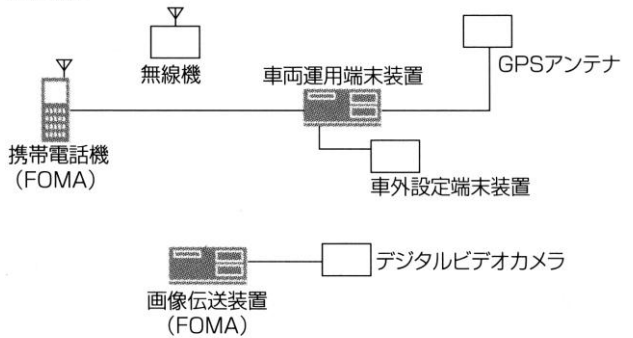 無線機
車両運用端末装置
GPSアンテナ
携帯電話機
(FOMA)
車外設定端末装置
デジタルビデオカメラ
画像伝送装置
(FOMA)